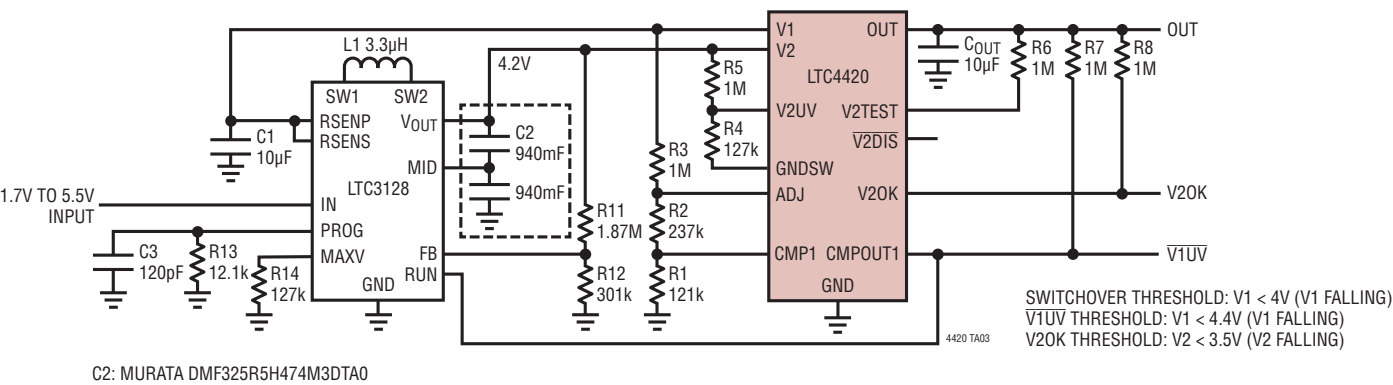 L1 3.3µH
4.2V
SW1 SW2
RSENP
RSENS
VOUT
MID
LTC3128
IN
PROG
MAXV
FB
RUN
GND
C1
10µF
1.7V TO 5.5V
INPUT
C3
120pF
R13
12.1k
R14
127k
C2
940mF
940mF
R11
1.87M
R12
301k
R3
1M
R2
237k
R1
121k
R5
1M
R4
127k
V1
V2
V2UV
GNDSW
ADJ
CMP1
LTC4420
OUT
V2TEST
V2DIS
V2OK
CMPOUT1
GND
COUT
10µF
R6
1M
R7
1M
R8
1M
OUT
V2OK
V1UV
4420 TA03
SWITCHOVER THRESHOLD: V1 < 4V (V1 FALLING)
V1UV THRESHOLD: V1 < 4.4V (V1 FALLING)
V2OK THRESHOLD: V2 < 3.5V (V2 FALLING)
C2: MURATA DMF325R5H474M3DTA0